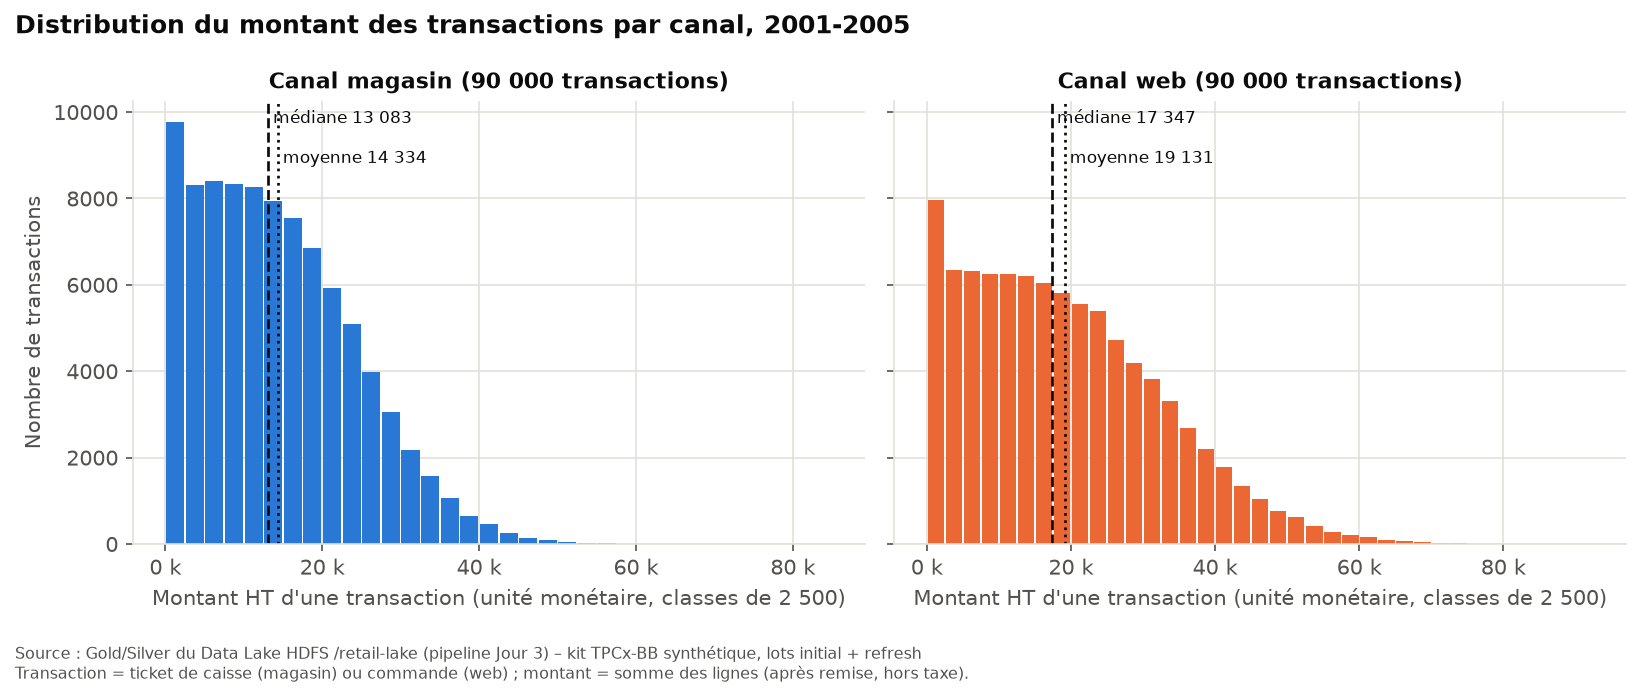 Distribution du montant des transactions par canal, 2001-2005
Canal magasin (90 000 transactions)
médiane 13 083
moyenne 14 334
Nombre de transactions
10000
8000
6000
4000
2000
0
0 k
20 k
40 k
60 k
80 k
Montant HT d'une transaction (unité monétaire, classes de 2 500)
Canal web (90 000 transactions)
médiane 17 347
moyenne 19 131
0 k
20 k
40 k
60 k
80 k
Montant HT d'une transaction (unité monétaire, classes de 2 500)
Source : Gold/Silver du Data Lake HDFS /retail-lake (pipeline Jour 3) – kit TPCx-BB synthétique, lots initial + refresh
Transaction = ticket de caisse (magasin) ou commande (web) ; montant = somme des lignes (après remise, hors taxe).